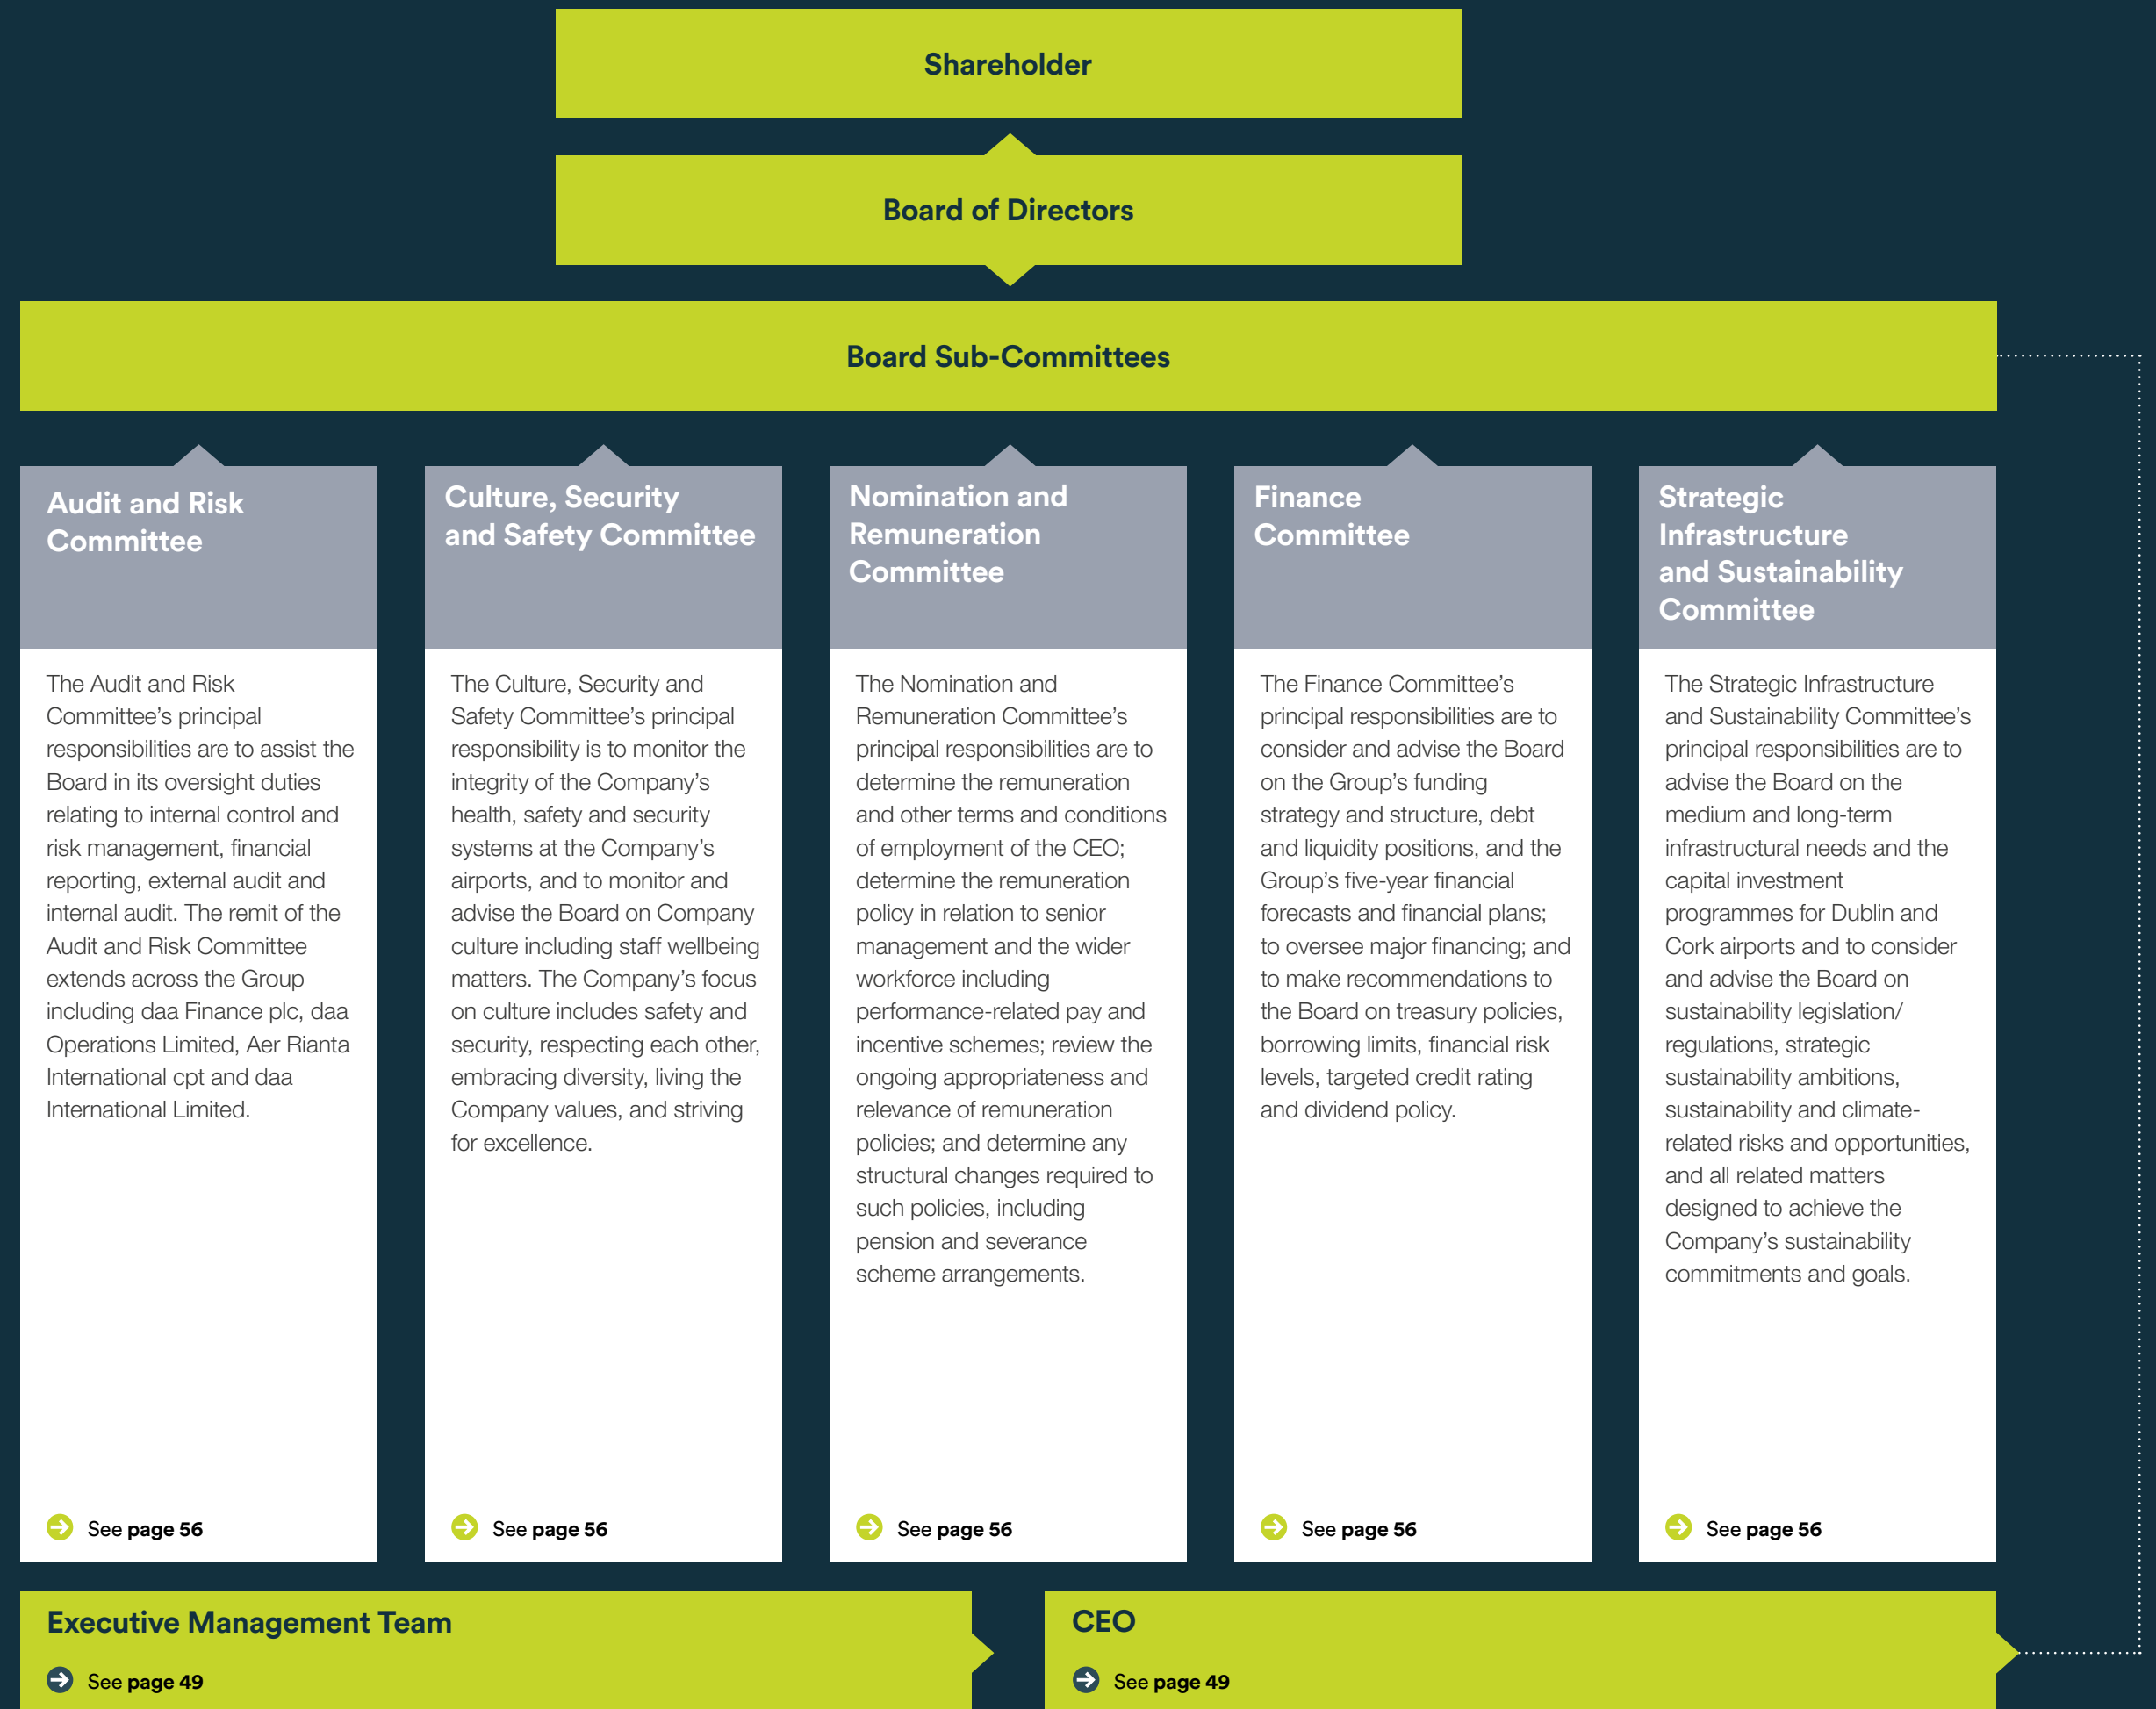 Shareholder
Board of Directors
Board Sub-Committees
Audit and Risk
Committee
The Audit and Risk
Committee’s principal
responsibilities are to assist the
Board in its oversight duties
relating to internal control and
risk management, financial
reporting, external audit and
internal audit. The remit of the
Audit and Risk Committee
extends across the Group
including daa Finance plc, daa
Operations Limited, Aer Rianta
International cpt and daa
International Limited.
See page 56
Culture, Security
and Safety Committee
The Culture, Security and
Safety Committee’s principal
responsibility is to monitor the
integrity of the Company’s
health, safety and security
systems at the Company’s
airports, and to monitor and
advise the Board on Company
culture including staff wellbeing
matters. The Company’s focus
on culture includes safety and
security, respecting each other,
embracing diversity, living the
Company values, and striving
for excellence.
See page 56
Nomination and
Remuneration
Committee
The Nomination and
Remuneration Committee’s
principal responsibilities are to
determine the remuneration
and other terms and conditions
of employment of the CEO;
determine the remuneration
policy in relation to senior
management and the wider
workforce including
performance-related pay and
incentive schemes; review the
ongoing appropriateness and
relevance of remuneration
policies; and determine any
structural changes required to
such policies, including
pension and severance
scheme arrangements.
See page 56
Finance
Committee
The Finance Committee’s
principal responsibilities are to
consider and advise the Board
on the Group’s funding
strategy and structure, debt
and liquidity positions, and the
Group’s five-year financial
forecasts and financial plans;
to oversee major financing; and
to make recommendations to
the Board on treasury policies,
borrowing limits, financial risk
levels, targeted credit rating
and dividend policy.
See page 56
Strategic
Infrastructure
and Sustainability
Committee
The Strategic Infrastructure
and Sustainability Committee’s
principal responsibilities are to
advise the Board on the
medium and long-term
infrastructural needs and the
capital investment
programmes for Dublin and
Cork airports and to consider
and advise the Board on
sustainability legislation/
regulations, strategic
sustainability ambitions,
sustainability and climate-
related risks and opportunities,
and all related matters
designed to achieve the
Company’s sustainability
commitments and goals.
See page 56
Executive Management Team
See page 49
CEO
See page 49